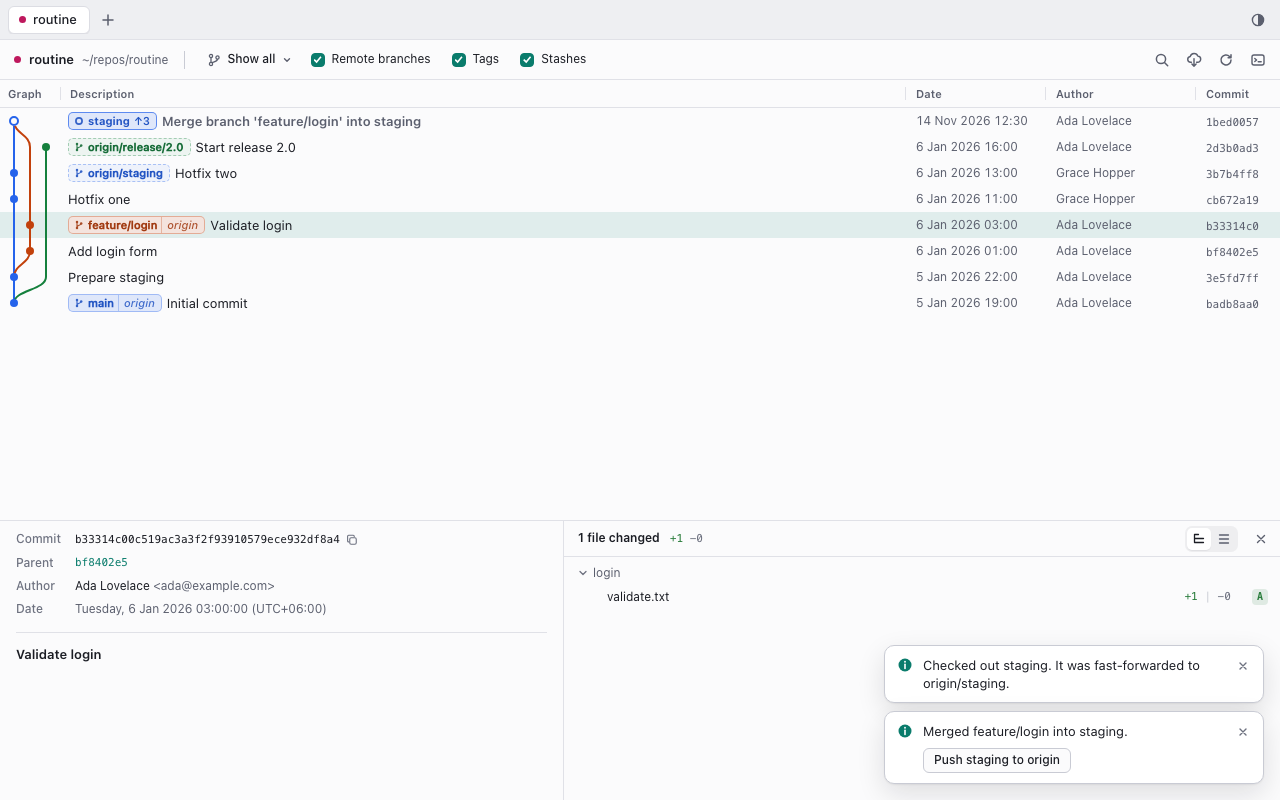 routine
routine ~/repos/routine Show all Remote branches Tags Stashes
Graph Description Date Author Commit
staging ↑3 Merge branch 'feature/login' into staging 14 Nov 2026 12:30 Ada Lovelace 1bed0057
origin/release/2.0 Start release 2.0 6 Jan 2026 16:00 Ada Lovelace 2d3b0ad3
origin/staging Hotfix two 6 Jan 2026 13:00 Grace Hopper 3b7b4ff8
Hotfix one 6 Jan 2026 11:00 Grace Hopper cb672a19
feature/login origin Validate login 6 Jan 2026 03:00 Ada Lovelace b33314c0
Add login form 6 Jan 2026 01:00 Ada Lovelace bf8402e5
Prepare staging 5 Jan 2026 22:00 Ada Lovelace 3e5fd7ff
main origin Initial commit 5 Jan 2026 19:00 Ada Lovelace badb8aa0
Commit b33314c00c519ac3a3f2f93910579ece932df8a4
Parent bf8402e5
Author Ada Lovelace <ada@example.com>
Date Tuesday, 6 Jan 2026 03:00:00 (UTC+06:00)
Validate login
1 file changed +1 −0
login
validate.txt +1 | −0 A
Checked out staging. It was fast-forwarded to
origin/staging.
Merged feature/login into staging.
Push staging to origin